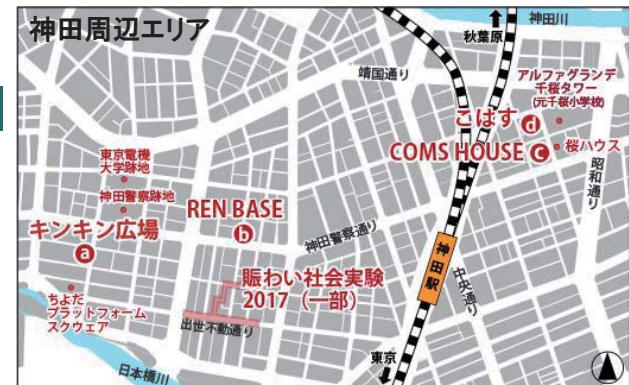 神田周辺エリア
秋葉原
神田川
靖国通り
アルファグランデ
千桜タワー
(元千桜小学校)
こはす d
COMS HOUSE c
桜ハウス
昭和通り
東京電機
大学跡地
神田警察跡地
キンキン広場
a
REN BASE
b
神田警察通り
神田駅
中央通り
賑わい社会実験
2017（一部）
ちよだ
プラットフォーム
スクウェア
出世不動通り
日本橋川
東京